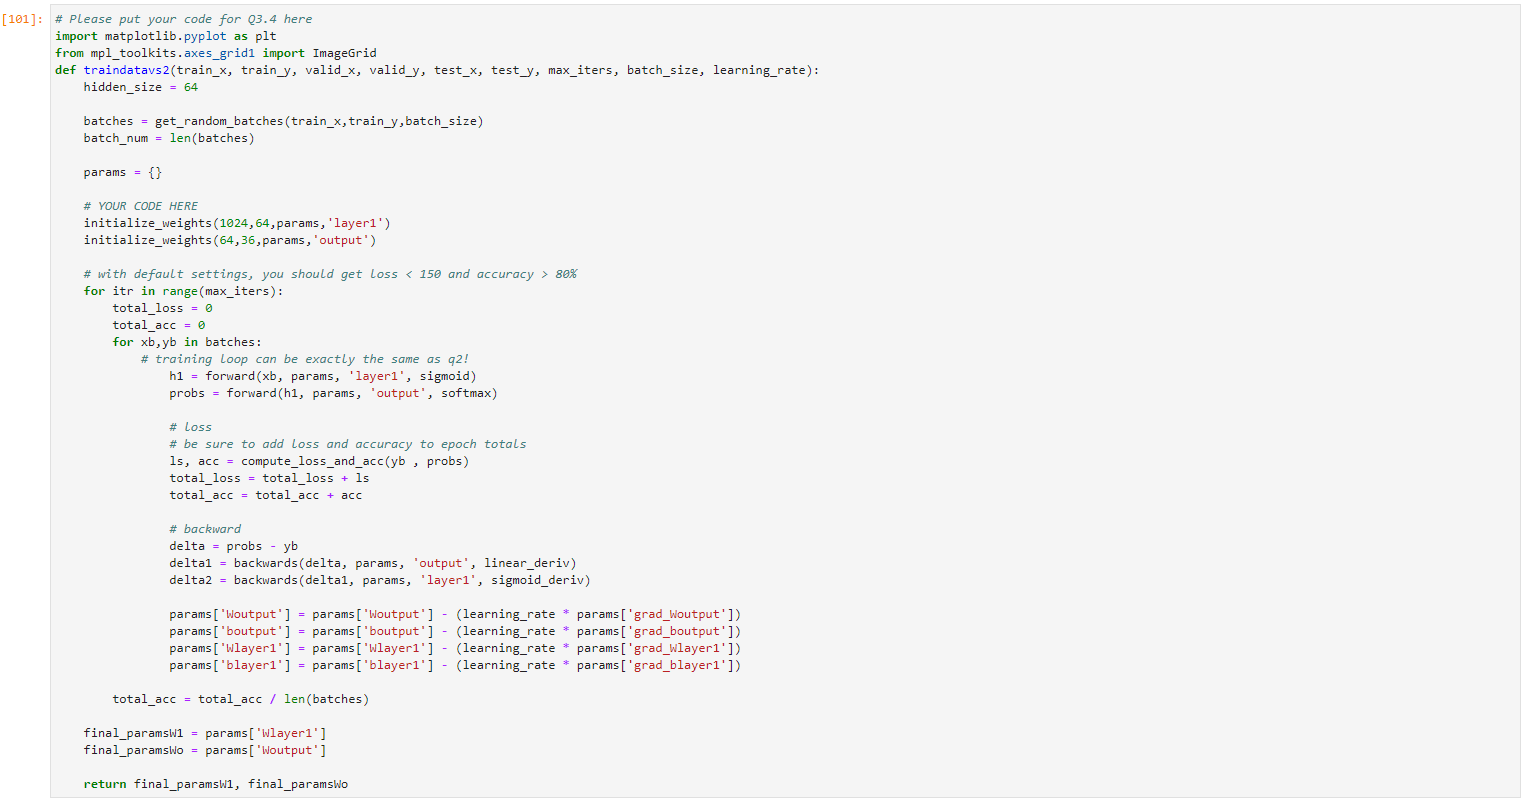 [101]: # Please put your code for Q3.4 here
import matplotlib.pyplot as plt
from mpl_toolkits.axes_grid1 import ImageGrid
def traindatavs2(train_x, train_y, valid_x, valid_y, test_x, test_y, max_iters, batch_size, learning_rate):
    hidden_size = 64

    batches = get_random_batches(train_x,train_y,batch_size)
    batch_num = len(batches)

    params = {}

    # YOUR CODE HERE
    initialize_weights(1024,64,params,'layer1')
    initialize_weights(64,36,params,'output')

    # with default settings, you should get loss < 150 and accuracy > 80%
    for itr in range(max_iters):
        total_loss = 0
        total_acc = 0
        for xb,yb in batches:
            # training loop can be exactly the same as q2!
                h1 = forward(xb, params, 'layer1', sigmoid)
                probs = forward(h1, params, 'output', softmax)

                # loss
                # be sure to add loss and accuracy to epoch totals
                ls, acc = compute_loss_and_acc(yb , probs)
                total_loss = total_loss + ls
                total_acc = total_acc + acc

                # backward
                delta = probs - yb
                delta1 = backwards(delta, params, 'output', linear_deriv)
                delta2 = backwards(delta1, params, 'layer1', sigmoid_deriv)

                params['Woutput'] = params['Woutput'] - (learning_rate * params['grad_Woutput'])
                params['boutput'] = params['boutput'] - (learning_rate * params['grad_boutput'])
                params['Wlayer1'] = params['Wlayer1'] - (learning_rate * params['grad_Wlayer1'])
                params['blayer1'] = params['blayer1'] - (learning_rate * params['grad_blayer1'])

        total_acc = total_acc / len(batches)

    final_paramsW1 = params['Wlayer1']
    final_paramsWo = params['Woutput']

    return final_paramsW1, final_paramsWo